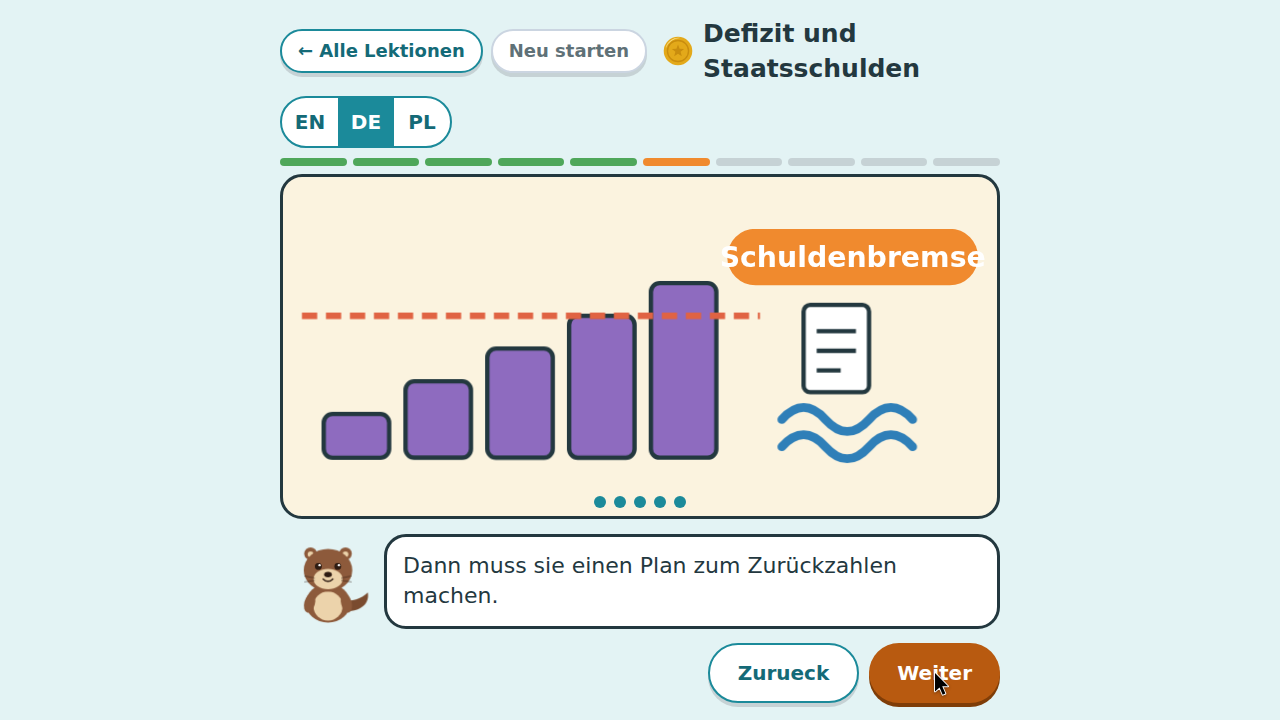 ← Alle Lektionen
Neu starten
Defizit und
Staatsschulden
EN DE PL
Schuldenbremse
Dann muss sie einen Plan zum Zurückzahlen
machen.
Zurueck
Weiter